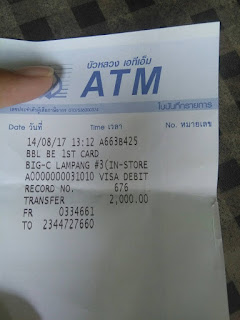 บัวหลวง เอทีเอ็ม
ATM
ใบบันทึกรายการ
Date วันที่ Time เวลา No. หมายเลข
14/08/17 13:12 A663B425
BBL BE 1ST CARD
BIG-C LAMPANG #3(IN-STORE
A0000000031010 VISA DEBIT
RECORD NO. 676
TRANSFER 2,000.00
FR 0334661
TO 2344727660